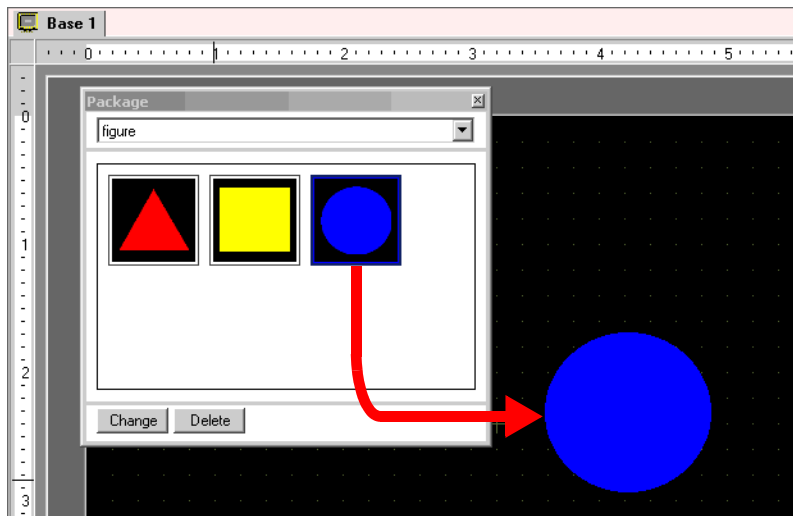 Base 1
0 1 2 3 4 5
Package
figure
0
1
2
3
Change Delete